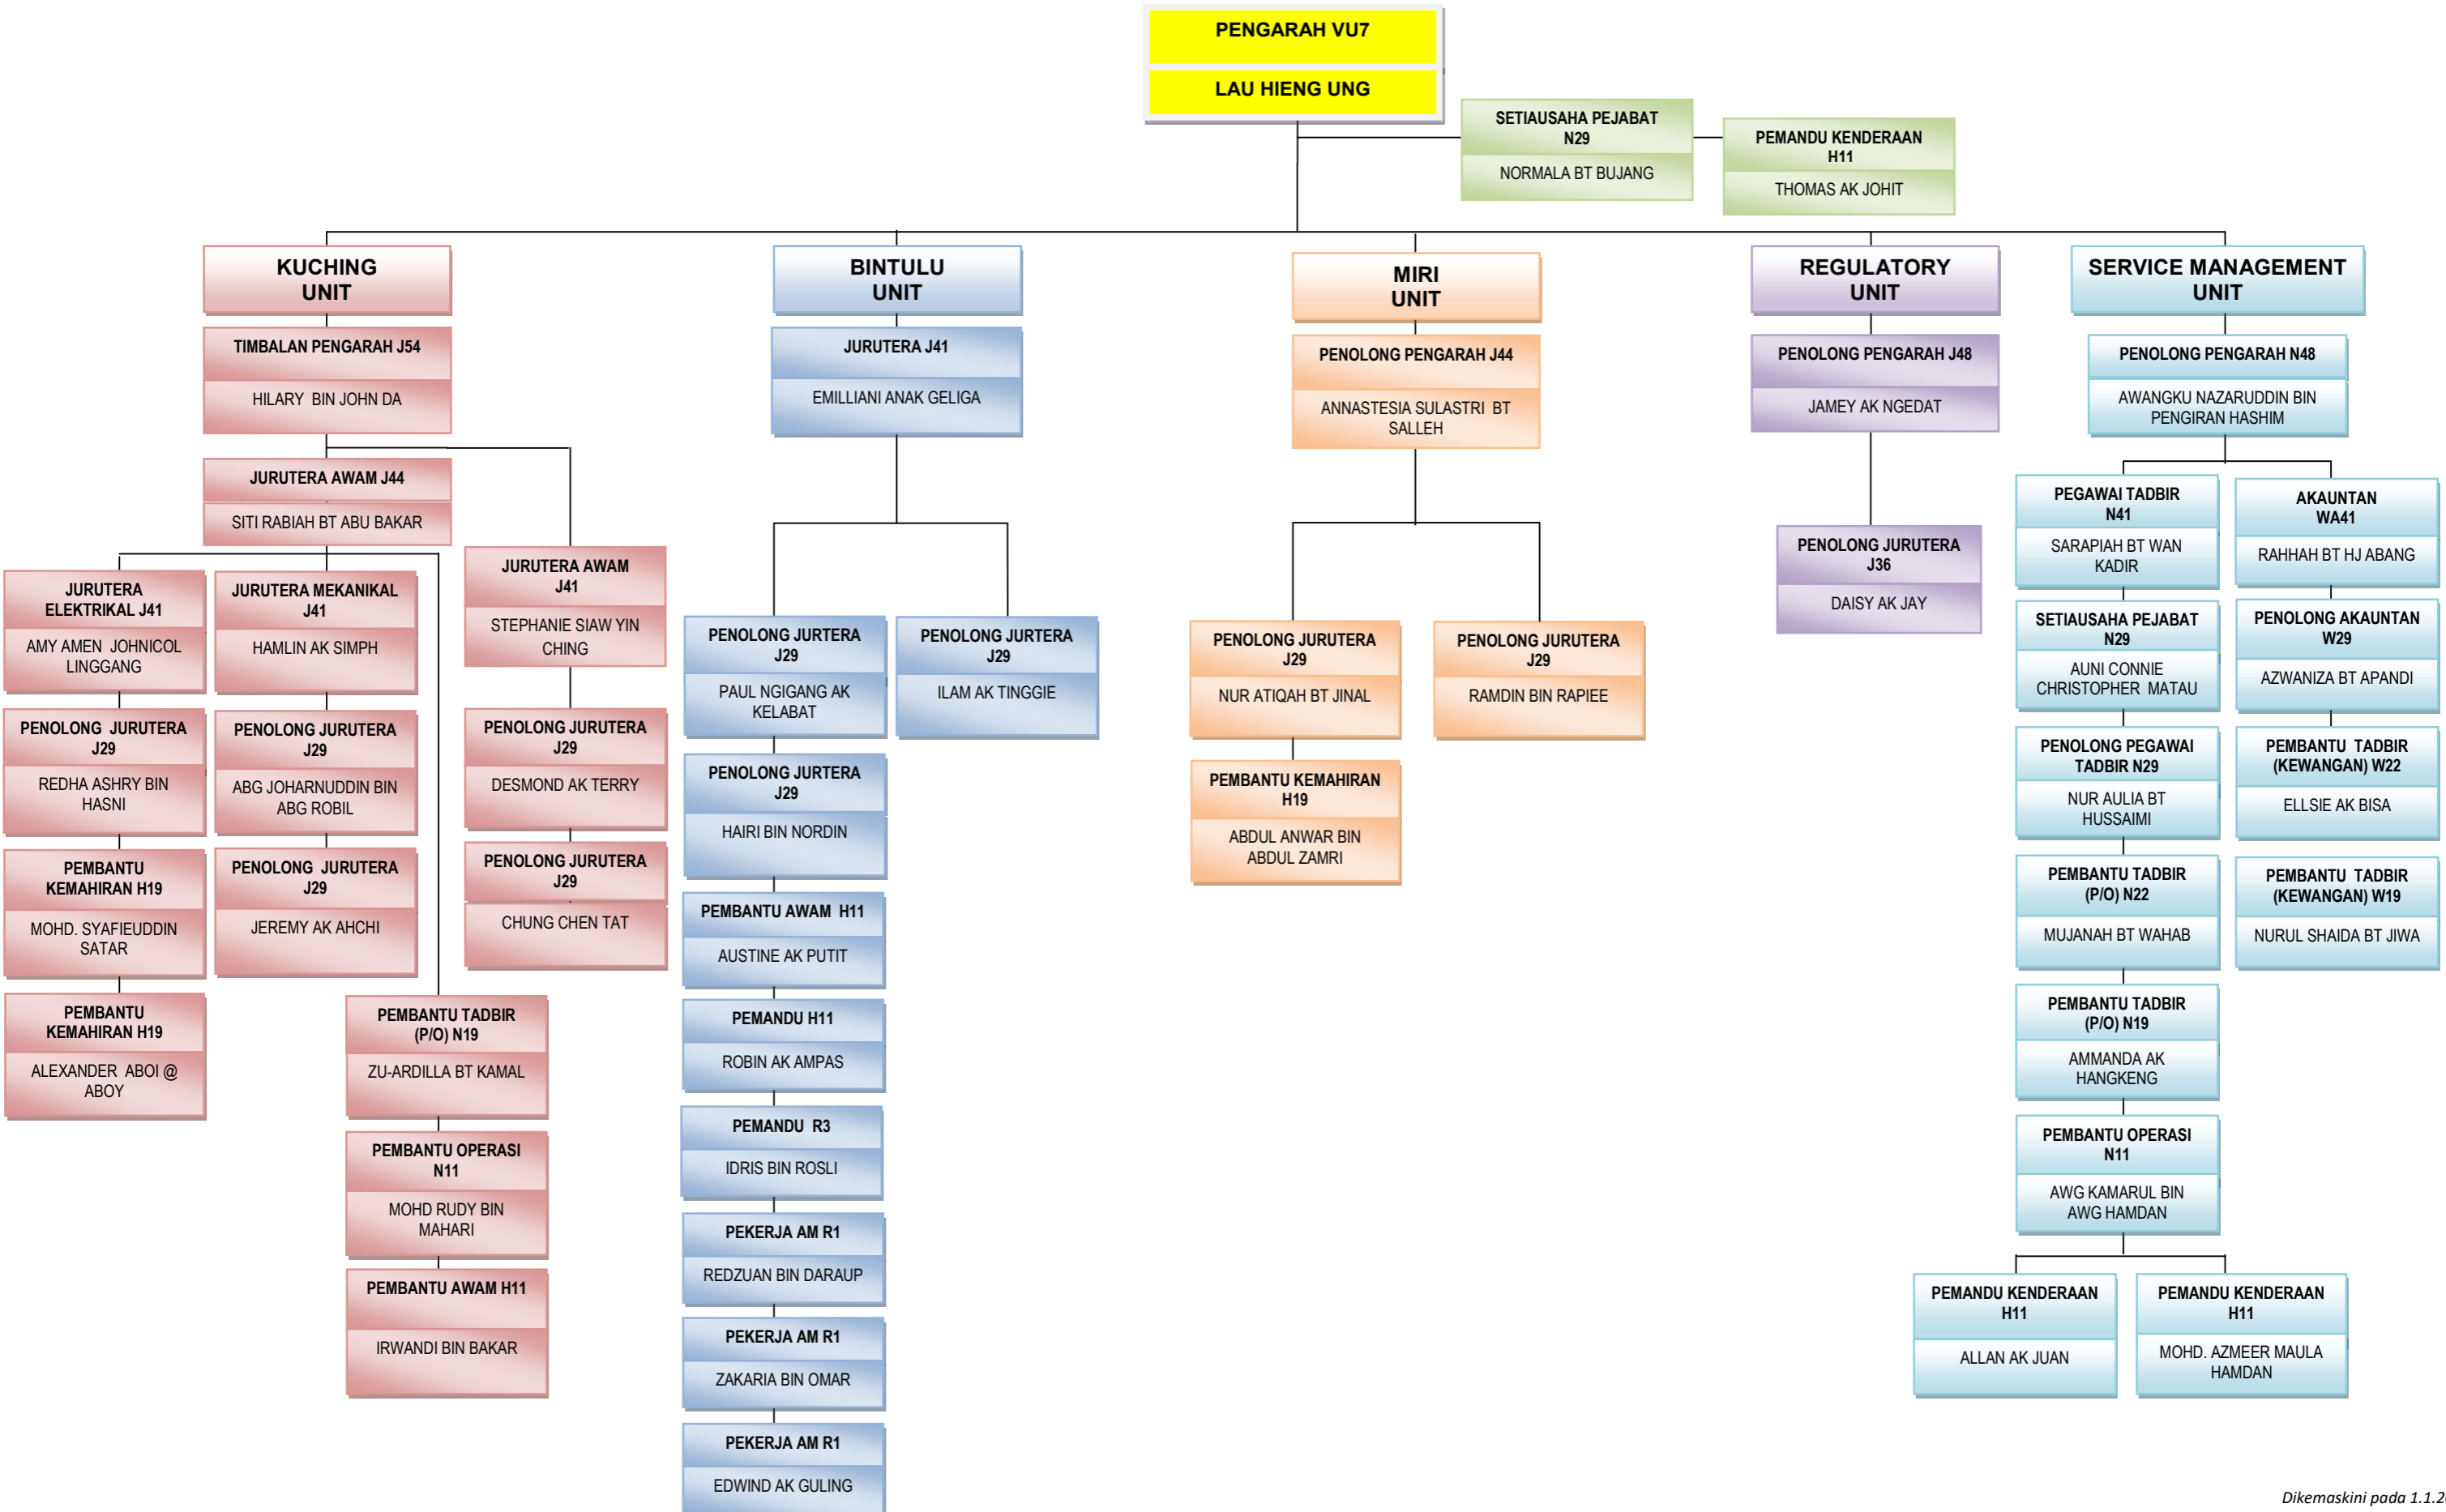 PENGARAH VU7
LAU HIENG UNG
SETIAUSAHA PEJABAT
N29
NORMALA BT BUJANG
PEMANDU KENDERAAN
H11
THOMAS AK JOHIT
KUCHING
UNIT
TIMBALAN PENGARAH J54
HILARY BIN JOHN DA
JURUTERA AWAM J44
SITI RABIAH BT ABU BAKAR
JURUTERA
ELEKTRIKAL J41
AMY AMEN JOHNICOL
LINGGANG
PENOLONG JURUTERA
J29
REDHA ASHRY BIN
HASNI
PEMBANTU
KEMAHIRAN H19
MOHD. SYAFIEUDDIN
SATAR
PEMBANTU
KEMAHIRAN H19
ALEXANDER ABOI @
ABOY
JURUTERA MEKANIKAL
J41
HAMLIN AK SIMPH
PENOLONG JURUTERA
J29
ABG JOHARNUDDIN BIN
ABG ROBIL
PENOLONG JURUTERA
J29
JEREMY AK AHCHI
PEMBANTU TADBIR
(P/O) N19
ZU-ARDILLA BT KAMAL
PEMBANTU OPERASI
N11
MOHD RUDY BIN
MAHARI
PEMBANTU AWAM H11
IRWANDI BIN BAKAR
JURUTERA AWAM
J41
STEPHANIE SIAW YIN
CHING
PENOLONG JURUTERA
J29
DESMOND AK TERRY
PENOLONG JURUTERA
J29
CHUNG CHEN TAT
BINTULU
UNIT
JURUTERA J41
EMILLIANI ANAK GELIGA
PENOLONG JURTERA
J29
PAUL NGIGANG AK
KELABAT
PENOLONG JURTERA
J29
HAIRI BIN NORDIN
PEMBANTU AWAM H11
AUSTINE AK PUTIT
PEMANDU H11
ROBIN AK AMPAS
PEMANDU R3
IDRIS BIN ROSLI
PEKERJA AM R1
REDZUAN BIN DARAUP
PEKERJA AM R1
ZAKARIA BIN OMAR
PEKERJA AM R1
EDWIND AK GULING
PENOLONG JURTERA
J29
ILAM AK TINGGIE
MIRI
UNIT
PENOLONG PENGARAH J44
ANNASTESIA SULASTRI BT
SALLEH
PENOLONG JURUTERA
J29
NUR ATIQAH BT JINAL
PEMBANTU KEMAHIRAN
H19
ABDUL ANWAR BIN
ABDUL ZAMRI
PENOLONG JURUTERA
J29
RAMDIN BIN RAPIEE
REGULATORY
UNIT
PENOLONG PENGARAH J48
JAMEY AK NGEDAT
PENOLONG JURUTERA
J36
DAISY AK JAY
SERVICE MANAGEMENT
UNIT
PENOLONG PENGARAH N48
AWANGKU NAZARUDDIN BIN
PENGIRAN HASHIM
PEGAWAI TADBIR
N41
SARAPIAH BT WAN
KADIR
SETIAUSAHA PEJABAT
N29
AUNI CONNIE
CHRISTOPHER MATAU
PENOLONG PEGAWAI
TADBIR N29
NUR AULIA BT
HUSSAIMI
PEMBANTU TADBIR
(P/O) N22
MUJANAH BT WAHAB
PEMBANTU TADBIR
(P/O) N19
AMMANDA AK
HANGKENG
PEMBANTU OPERASI
N11
AWG KAMARUL BIN
AWG HAMDAN
PEMANDU KENDERAAN
H11
ALLAN AK JUAN
PEMANDU KENDERAAN
H11
MOHD. AZMEER MAULA
HAMDAN
AKAUNTAN
WA41
RAHHAH BT HJ ABANG
PENOLONG AKAUNTAN
W29
AZWANIZA BT APANDI
PEMBANTU TADBIR
(KEWANGAN) W22
ELLSIE AK BISA
PEMBANTU TADBIR
(KEWANGAN) W19
NURUL SHAIDA BT JIWA
Dikemaskini pada